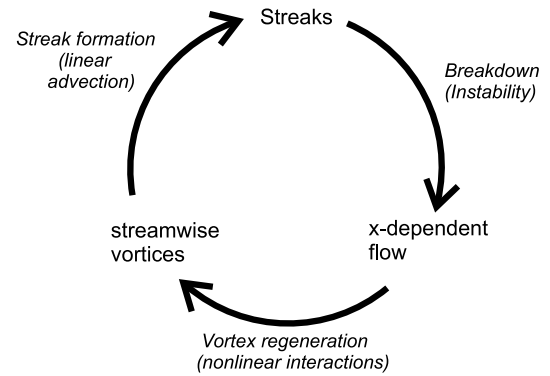 Streaks
Streak formation
(linear
advection)
Breakdown
(Instability)
streamwise
vortices
x-dependent
flow
Vortex regeneration
(nonlinear interactions)